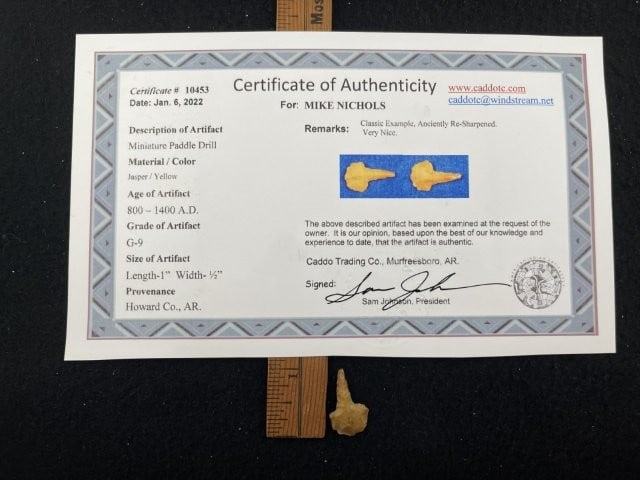 Mos
Certificate # 10453
Date: Jan. 6, 2022
Certificate of Authenticity
For: MIKE NICHOLS
www.caddotc.com
caddotc@windstream.net
Description of Artifact
Miniature Paddle Drill
Material / Color
Jasper / Yellow
Age of Artifact
800 – 1400 A.D.
Grade of Artifact
G-9
Size of Artifact
Length-1” Width- ½”
Provenance
Howard Co., AR.
Remarks:
Classic Example, Anciently Re-Sharpened.
Very Nice.
The above described artifact has been examined at the request of the
owner. It is our opinion, based upon the best of our knowledge and
experience to date, that the artifact is authentic.
Caddo Trading Co., Murfreesboro, AR.
Signed:
Sam Johnson, President